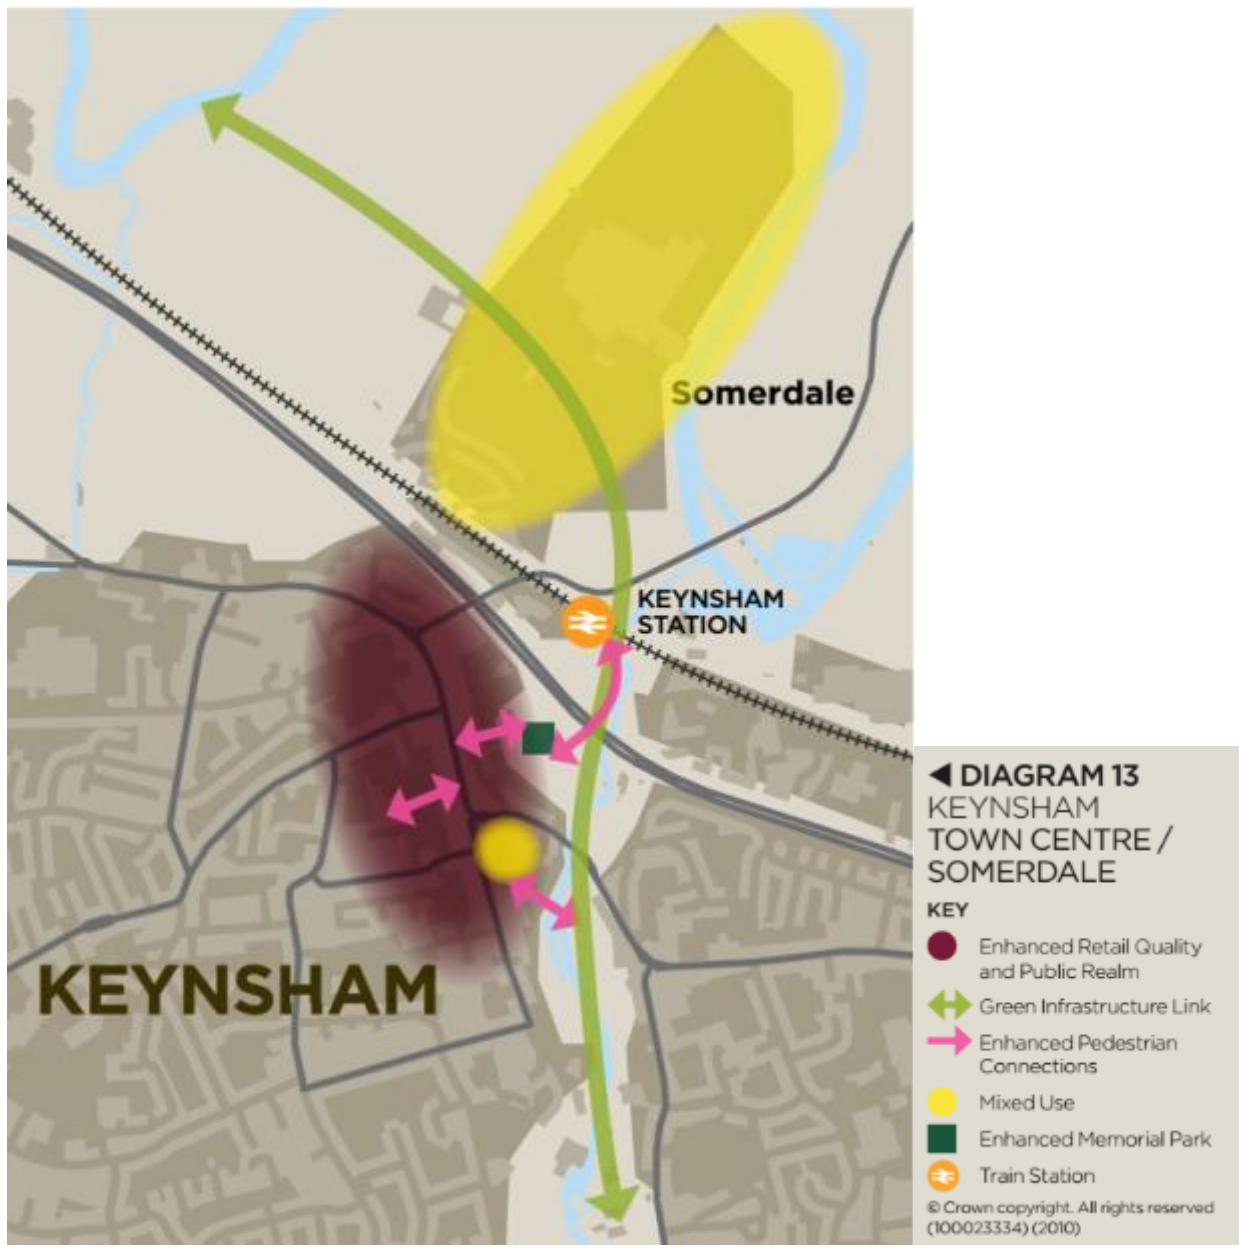 Somerdale
KEYNSHAM
STATION
KEYNSHAM
◀ DIAGRAM 13
KEYNSHAM
TOWN CENTRE /
SOMERDALE
KEY
Enhanced Retail Quality
and Public Realm
Green Infrastructure Link
Enhanced Pedestrian
Connections
Mixed Use
Enhanced Memorial Park
Train Station
© Crown copyright. All rights reserved
(100023334) (2010)